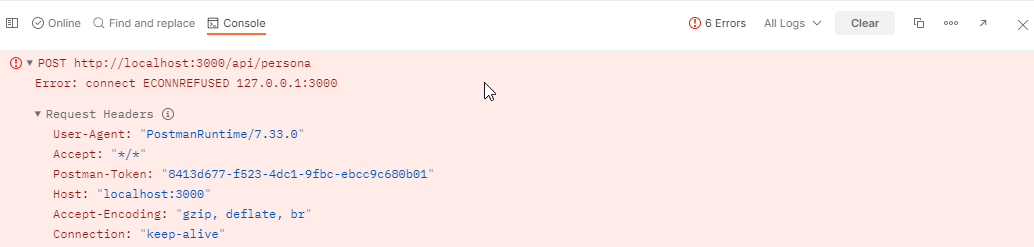 Online Find and replace Console 6 Errors All Logs Clear
POST http://localhost:3000/api/persona
Error: connect ECONNREFUSED 127.0.0.1:3000
Request Headers
User-Agent: "PostmanRuntime/7.33.0"
Accept: "*/*"
Postman-Token: "8413d677-f523-4dc1-9fbc-ebcc9c680b01"
Host: "localhost:3000"
Accept-Encoding: "gzip, deflate, br"
Connection: "keep-alive"